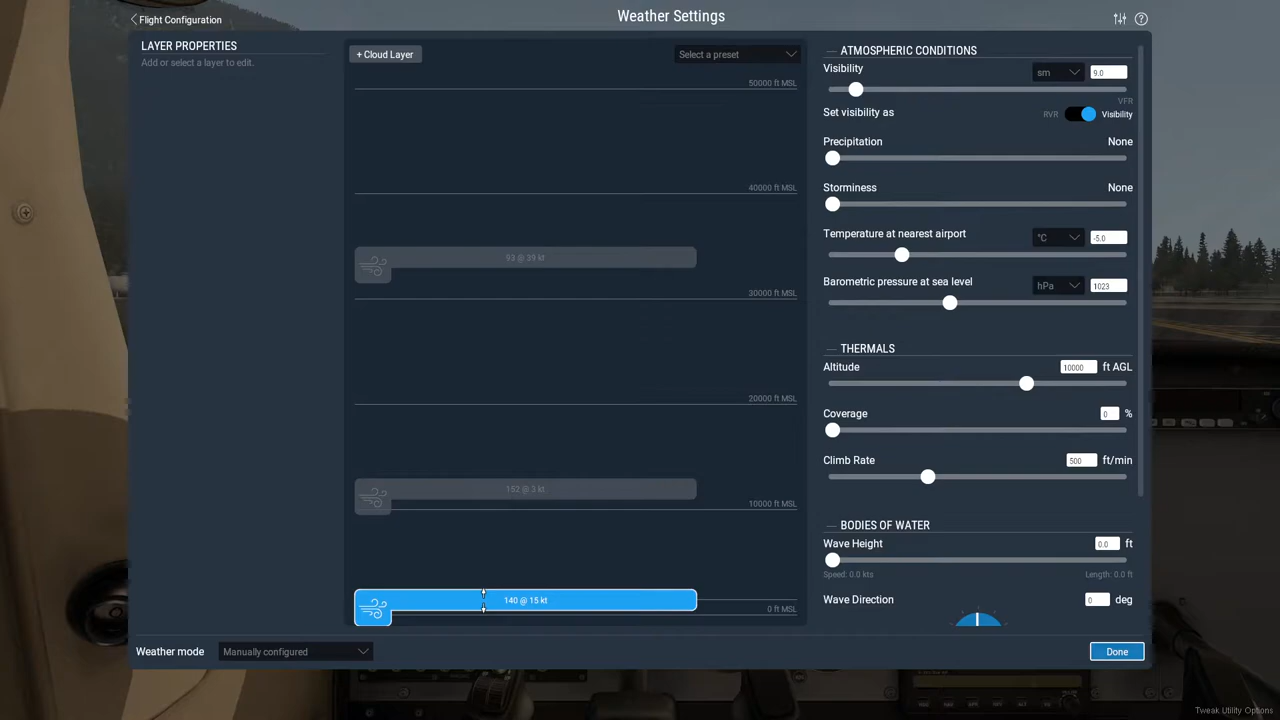 Flight Configuration
Weather Settings
LAYER PROPERTIES
Add or select a layer to edit.
+ Cloud Layer
Select a preset
50000 ft MSL
40000 ft MSL
93 @ 39 kt
30000 ft MSL
20000 ft MSL
152 @ 3 kt
10000 ft MSL
140 @ 15 kt
0 ft MSL
ATMOSPHERIC CONDITIONS
Visibility
sm
9.0
VFR
Set visibility as
RVR
Visibility
Precipitation
None
Storminess
None
Temperature at nearest airport
°C
-5.0
Barometric pressure at sea level
hPa
1023
THERMALS
Altitude
10000
ft AGL
Coverage
0
%
Climb Rate
500
ft/min
BODIES OF WATER
Wave Height
0.0
ft
Speed: 0.0 kts
Length: 0.0 ft
Wave Direction
0
deg
Weather mode
Manually configured
Done
Tweak Utility Options